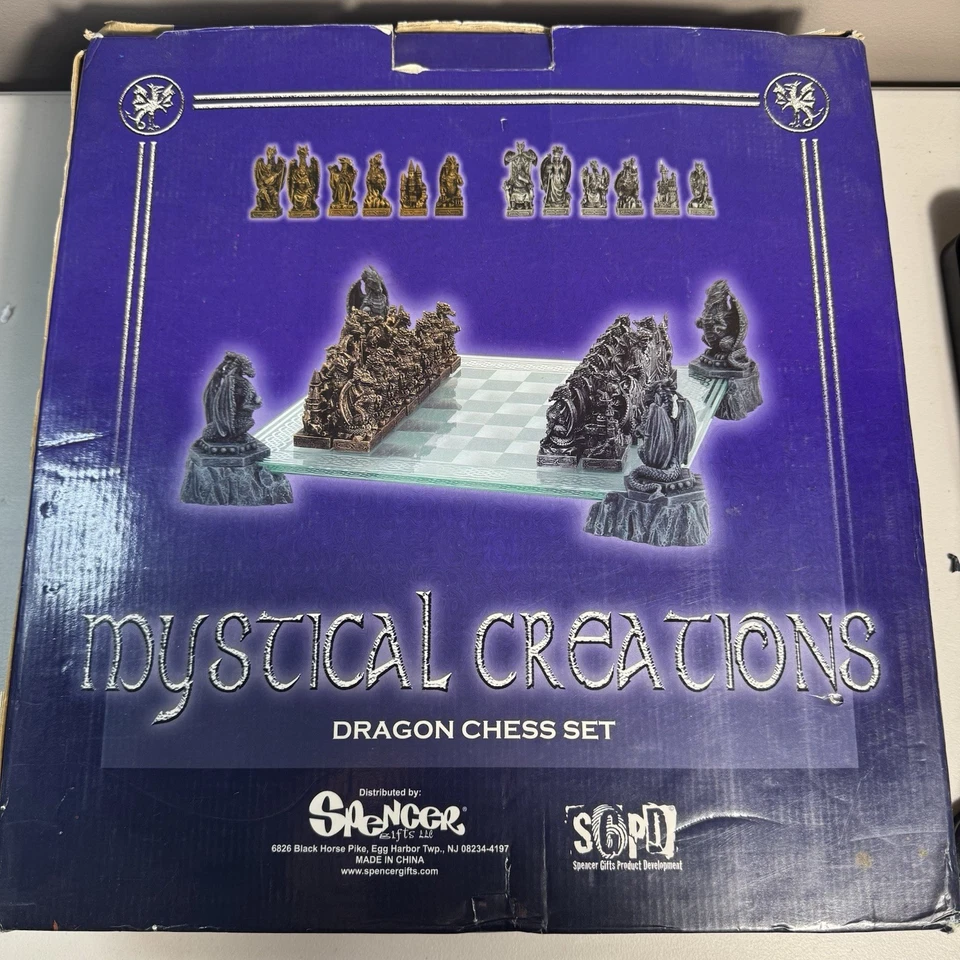 mystical creations
DRAGON CHESS SET
Distributed by:
SPENCER®
gifts LLC
6826 Black Horse Pike, Egg Harbor Twp., NJ 08234-4197
MADE IN CHINA
www.spencergifts.com
SGPD
Spencer Gifts Product Development